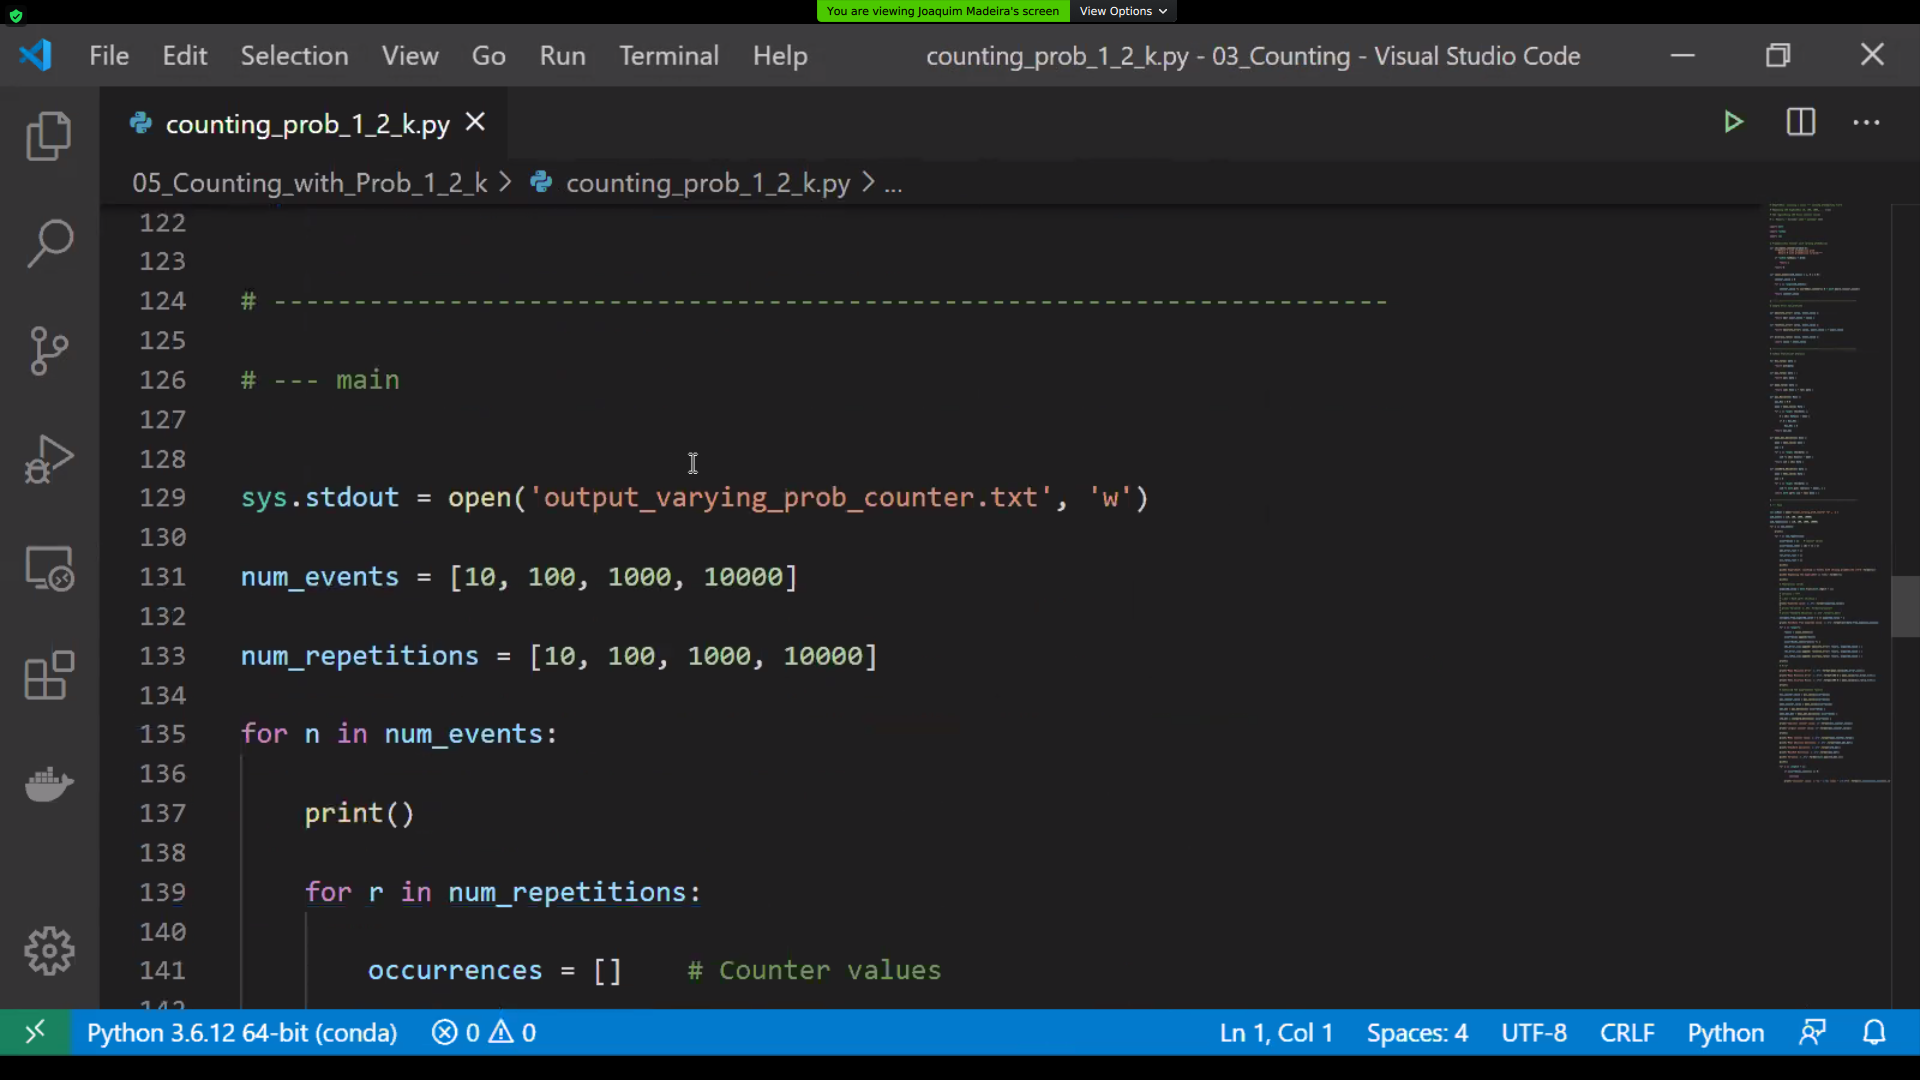 You are viewing Joaquim Madeira's screen View Options
File Edit Selection View Go Run Terminal Help counting_prob_1_2_k.py - 03_Counting - Visual Studio Code
counting_prob_1_2_k.py
05_Counting_with_Prob_1_2_k > counting_prob_1_2_k.py > ...
122
123
124 # ----------------------------------------------------------------------
125
126 # --- main
127
128
129 sys.stdout = open('output_varying_prob_counter.txt', 'w')
130
131 num_events = [10, 100, 1000, 10000]
132
133 num_repetitions = [10, 100, 1000, 10000]
134
135 for n in num_events:
136
137 print()
138
139 for r in num_repetitions:
140
141 occurrences = [] # Counter values
142
Python 3.6.12 64-bit (conda) 0 0 Ln 1, Col 1 Spaces: 4 UTF-8 CRLF Python